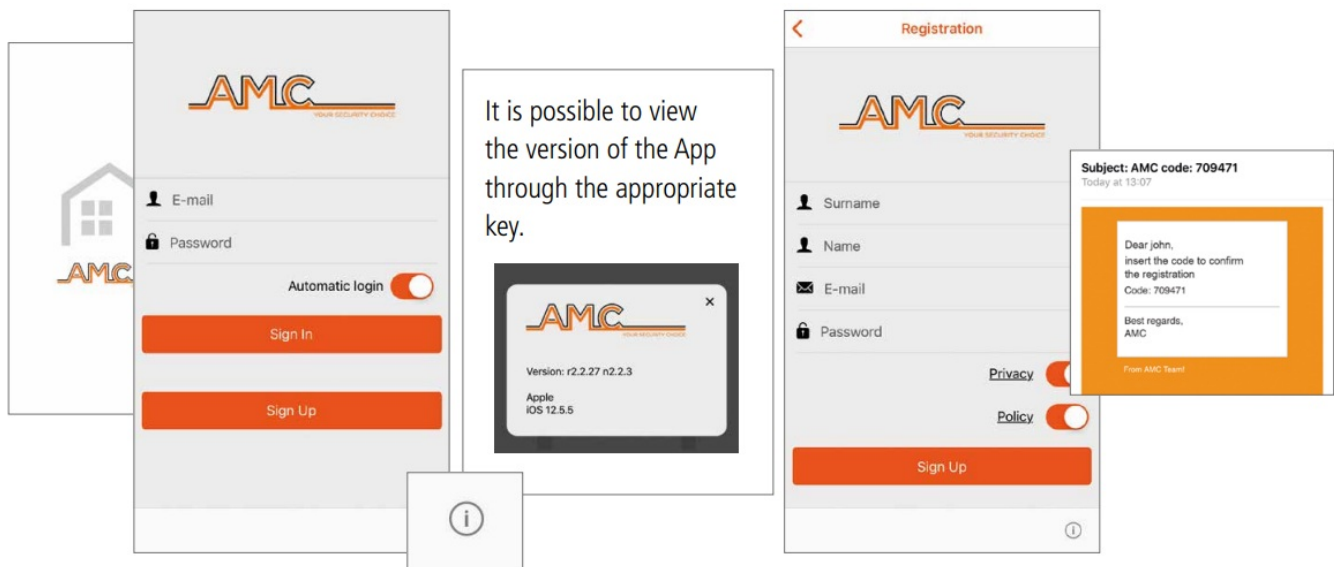 AMC
AMC
YOUR SECURITY CHOICE
E-mail
Password
Automatic login
Sign In
Sign Up
i
It is possible to view
the version of the App
through the appropriate
key.
AMC
YOUR SECURITY CHOICE
×
Version: r2.2.27 n2.2.3
Apple
iOS 12.5.5
Registration
AMC
YOUR SECURITY CHOICE
Surname
Name
E-mail
Password
Privacy
Policy
Sign Up
i
Subject: AMC code: 709471
Today at 13:07
Dear john,
insert the code to confirm
the registration
Code: 709471
Best regards,
AMC
From AMC Team!